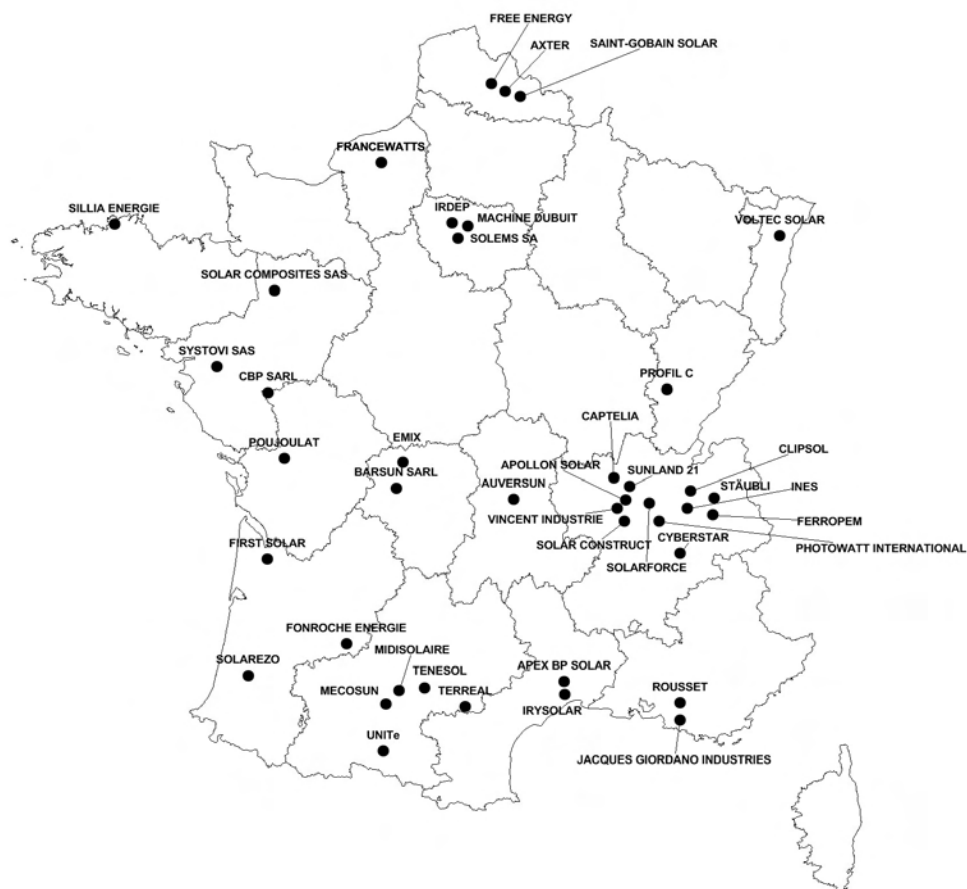 FREE ENERGY
AXTER
SAINT-GOBAIN SOLAR
FRANCEWATTS
SILLIA ENERGIE
IRDEP
MACHINE DUBUIT
VOLTEC SOLAR
SOLEMS SA
SOLAR COMPOSITES SAS
SYSTOVI SAS
CBP SARL
PROFIL C
CAPTELIA
POUJOULAT
EMIX
CLIPSOL
BARSUN SARL
APOLLON SOLAR
SUNLAND 21
AUVERSUN
STÄUBLI
INES
VINCENT INDUSTRIE
FERROPEM
SOLAR CONSTRUCT
CYBERSTAR
FIRST SOLAR
PHOTOWATT INTERNATIONAL
SOLARFORCE
FONROCHE ENERGIE
MIDISOLAIRE
SOLAREZO
TENESOL
APEX BP SOLAR
MECOSUN
TERREAL
ROUSSET
IRYSOLAR
UNITe
JACQUES GIORDANO INDUSTRIES